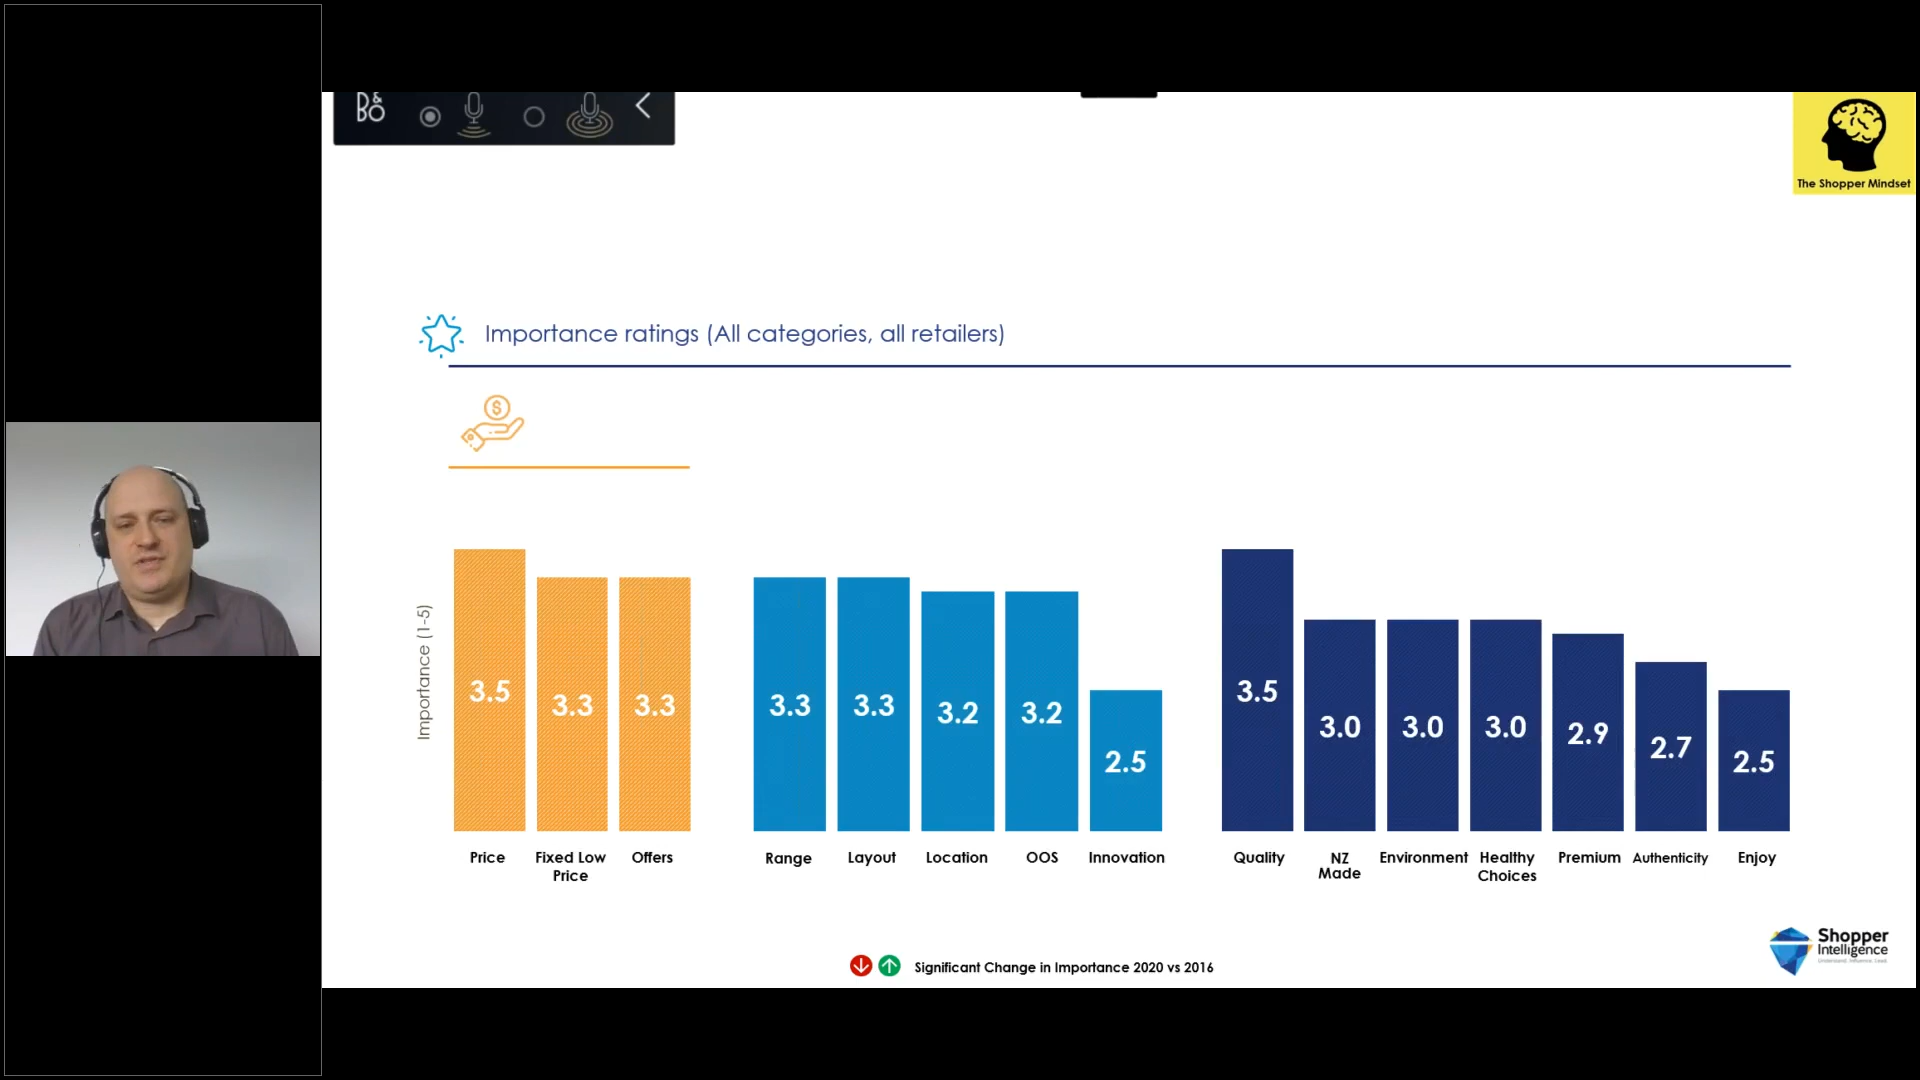 B&O
The Shopper Mindset
Importance ratings (All categories, all retailers)
$
Importance (1-5)
3.5
3.3
3.3
3.3
3.3
3.2
3.2
2.5
3.5
3.0
3.0
3.0
2.9
2.7
2.5
Price
Fixed Low
Price
Offers
Range
Layout
Location
OOS
Innovation
Quality
NZ
Made
Environment
Healthy
Choices
Premium
Authenticity
Enjoy
Significant Change in Importance 2020 vs 2016
Shopper
Intelligence
Understand. Influence. Lead.